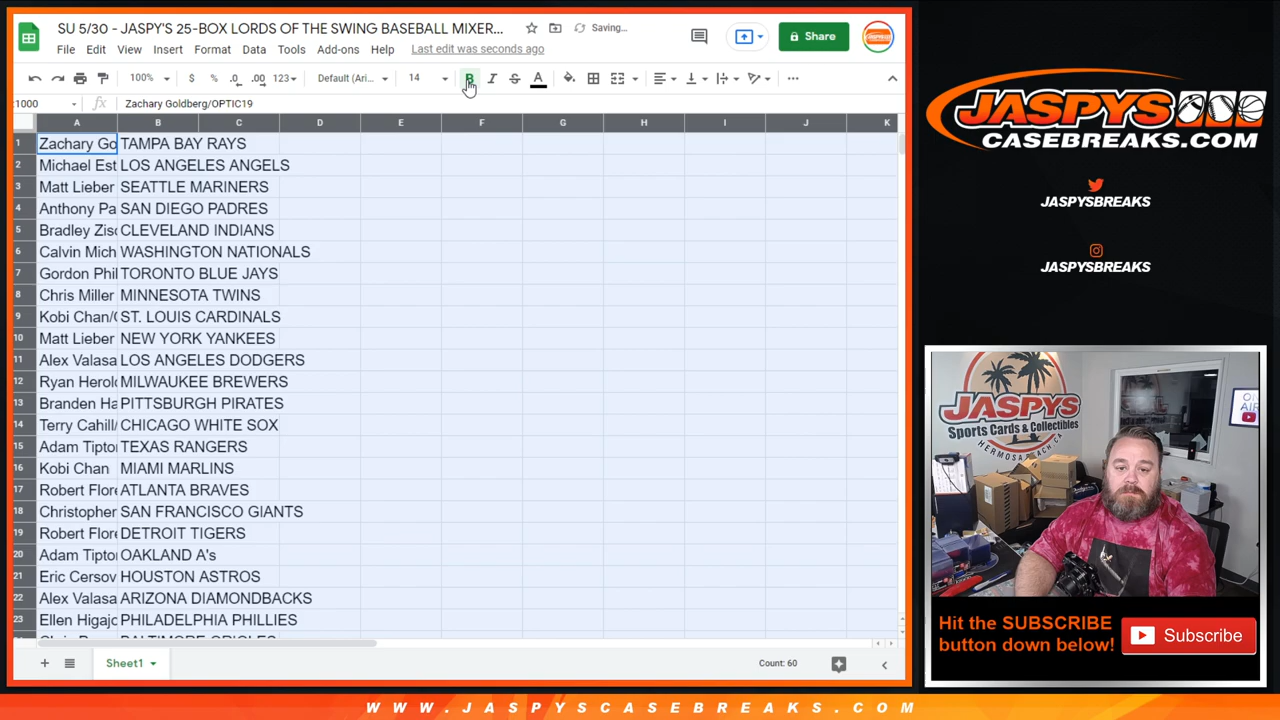 SU 5/30 - JASPY'S 25-BOX LORDS OF THE SWING BASEBALL MIXER...
Saving...
Share
File Edit View Insert Format Data Tools Add-ons Help Last edit was seconds ago
100% $ % .0 .00 123 Default (Ari... 14 B I S A
:1000 fx Zachary Goldberg/OPTIC19
A B C D E F G H I J K
1 Zachary Go TAMPA BAY RAYS
2 Michael Est LOS ANGELES ANGELS
3 Matt Lieber SEATTLE MARINERS
4 Anthony Pa SAN DIEGO PADRES
5 Bradley Zisc CLEVELAND INDIANS
6 Calvin Mich WASHINGTON NATIONALS
7 Gordon Phil TORONTO BLUE JAYS
8 Chris Miller MINNESOTA TWINS
9 Kobi Chan/ ST. LOUIS CARDINALS
10 Matt Lieber NEW YORK YANKEES
11 Alex Valasa LOS ANGELES DODGERS
12 Ryan Herol MILWAUKEE BREWERS
13 Branden Ha PITTSBURGH PIRATES
14 Terry Cahill/ CHICAGO WHITE SOX
15 Adam Tipto TEXAS RANGERS
16 Kobi Chan MIAMI MARLINS
17 Robert Flore ATLANTA BRAVES
18 Christopher SAN FRANCISCO GIANTS
19 Robert Flore DETROIT TIGERS
20 Adam Tipto OAKLAND A's
21 Eric Cersov HOUSTON ASTROS
22 Alex Valasa ARIZONA DIAMONDBACKS
23 Ellen Higajo PHILADELPHIA PHILLIES
BALTIMORE ORIOLES
Sheet1
Count: 60
JASPYS
CASEBREAKS.COM
JASPYSBREAKS
JASPYSBREAKS
JASPYS
Sports Cards & Collectibles
HERMOSA BEACH CA
Hit the SUBSCRIBE
button down below!
Subscribe
WWW.JASPYSCASEBREAKS.COM